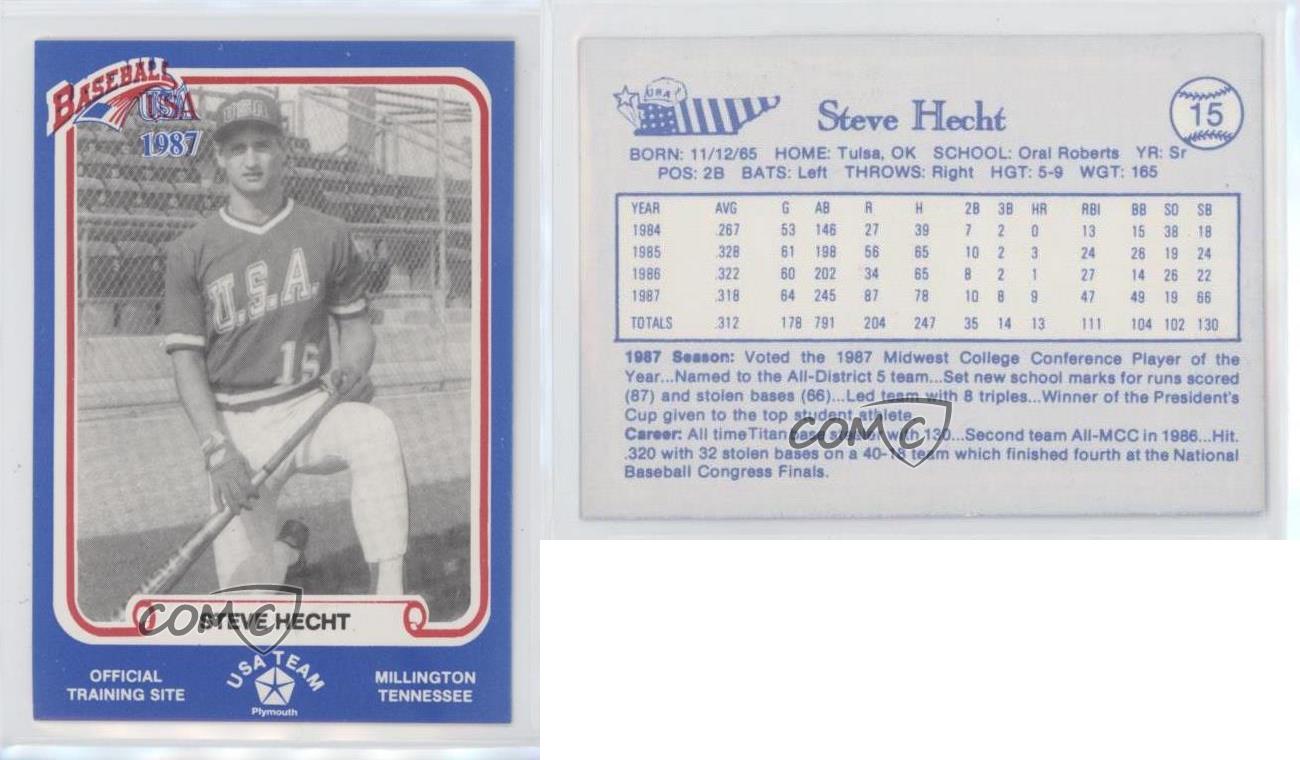 BASEBALL
USA
1987
U.S.A.
U.S.A.
15
COMC
STEVE HECHT
OFFICIAL
TRAINING SITE
USA TEAM
Plymouth
MILLINGTON
TENNESSEE
USA
Steve Hecht
15
BORN: 11/12/65 HOME: Tulsa, OK SCHOOL: Oral Roberts YR: Sr
POS: 2B BATS: Left THROWS: Right HGT: 5-9 WGT: 165
YEAR AVG G AB R H 2B 3B HR RBI BB SO SB
1984 .267 53 146 27 39 7 2 0 13 15 38 18
1985 .328 61 198 56 65 10 2 3 24 26 19 24
1986 .322 60 202 34 65 8 2 1 27 14 26 22
1987 .318 64 245 87 78 10 8 9 47 49 19 66
TOTALS .312 178 791 204 247 35 14 13 111 104 102 130
1987 Season: Voted the 1987 Midwest College Conference Player of the
Year...Named to the All-District 5 team...Set new school marks for runs scored
(87) and stolen bases (66)...Led team with 8 triples...Winner of the President's
Cup given to the top student athlete.
Career: All time Titan base stealer with 130...Second team All-MCC in 1986...Hit.
.320 with 32 stolen bases on a 40-18 team which finished fourth at the National
Baseball Congress Finals.
COMC